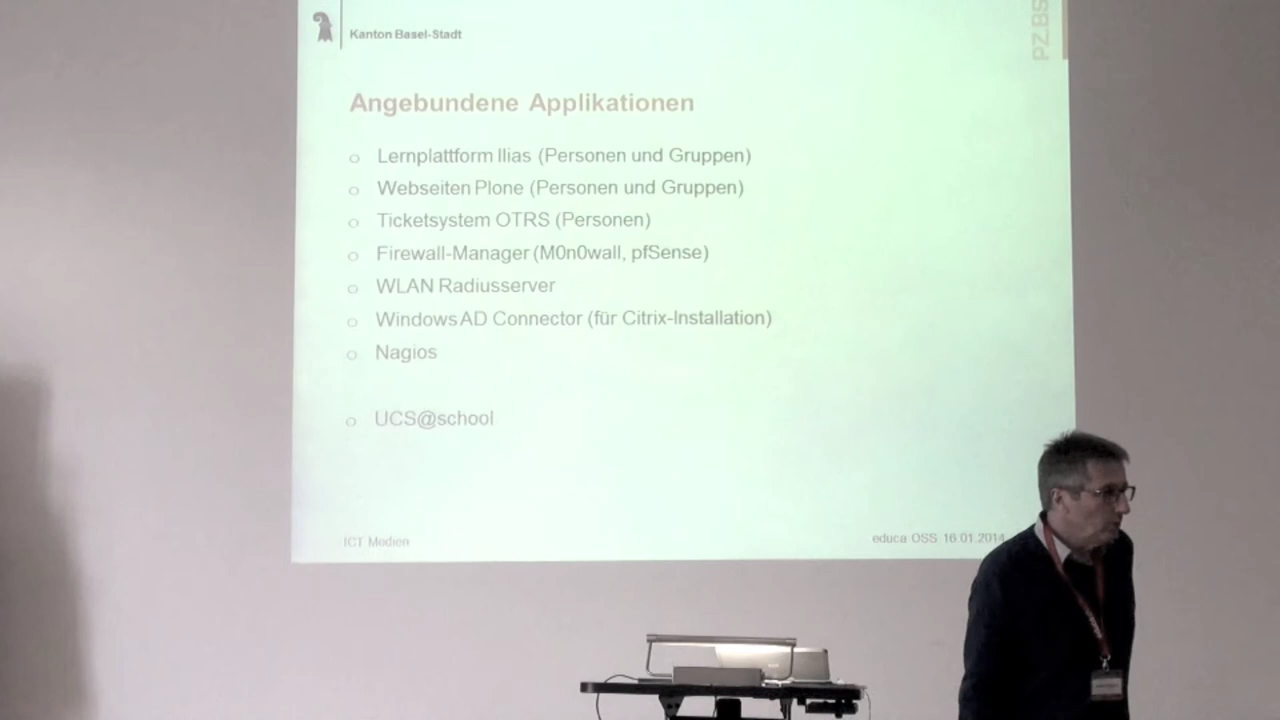 Kanton Basel-Stadt
PZ.BS
Angebundene Applikationen
o Lernplattform Ilias (Personen und Gruppen)
o Webseiten Plone (Personen und Gruppen)
o Ticketsystem OTRS (Personen)
o Firewall-Manager (M0n0wall, pfSense)
o WLAN Radiusserver
o Windows AD Connector (für Citrix-Installation)
o Nagios
o UCS@school
ICT Medien
educa OSS 16.01.2014